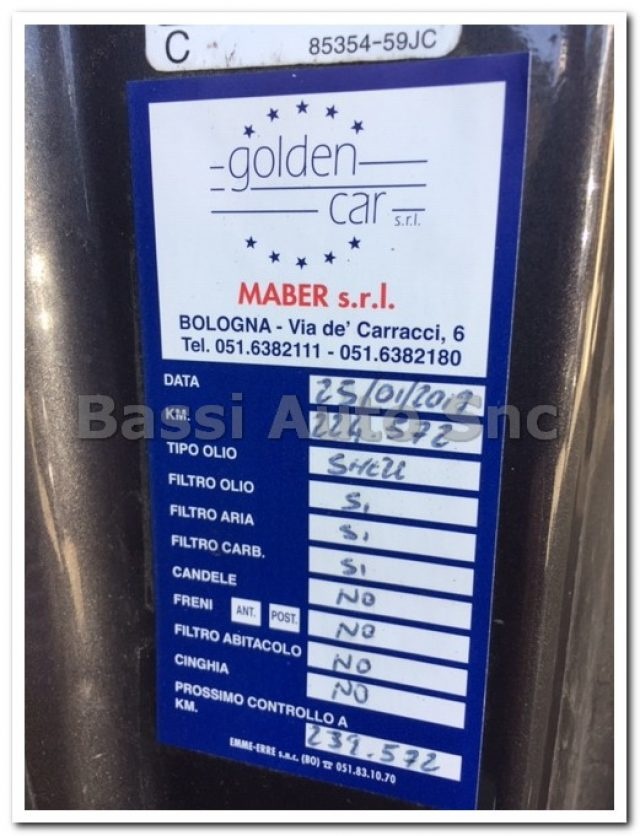 C 85354-59JC
golden
car s.r.l.
MABER s.r.l.
BOLOGNA - Via de' Carracci, 6
Tel. 051.6382111 - 051.6382180
DATA 25/01/2012
KM. 224.572
TIPO OLIO SHELL
FILTRO OLIO SI
FILTRO ARIA SI
FILTRO CARB. SI
CANDELE NO
FRENI ANT. POST. NO
FILTRO ABITACOLO NO
CINGHIA NO
PROSSIMO CONTROLLO A
KM. 239.572
EMME-ERRE s.n.c. (BO) ☎ 051.83.10.70
Bassi Auto Snc